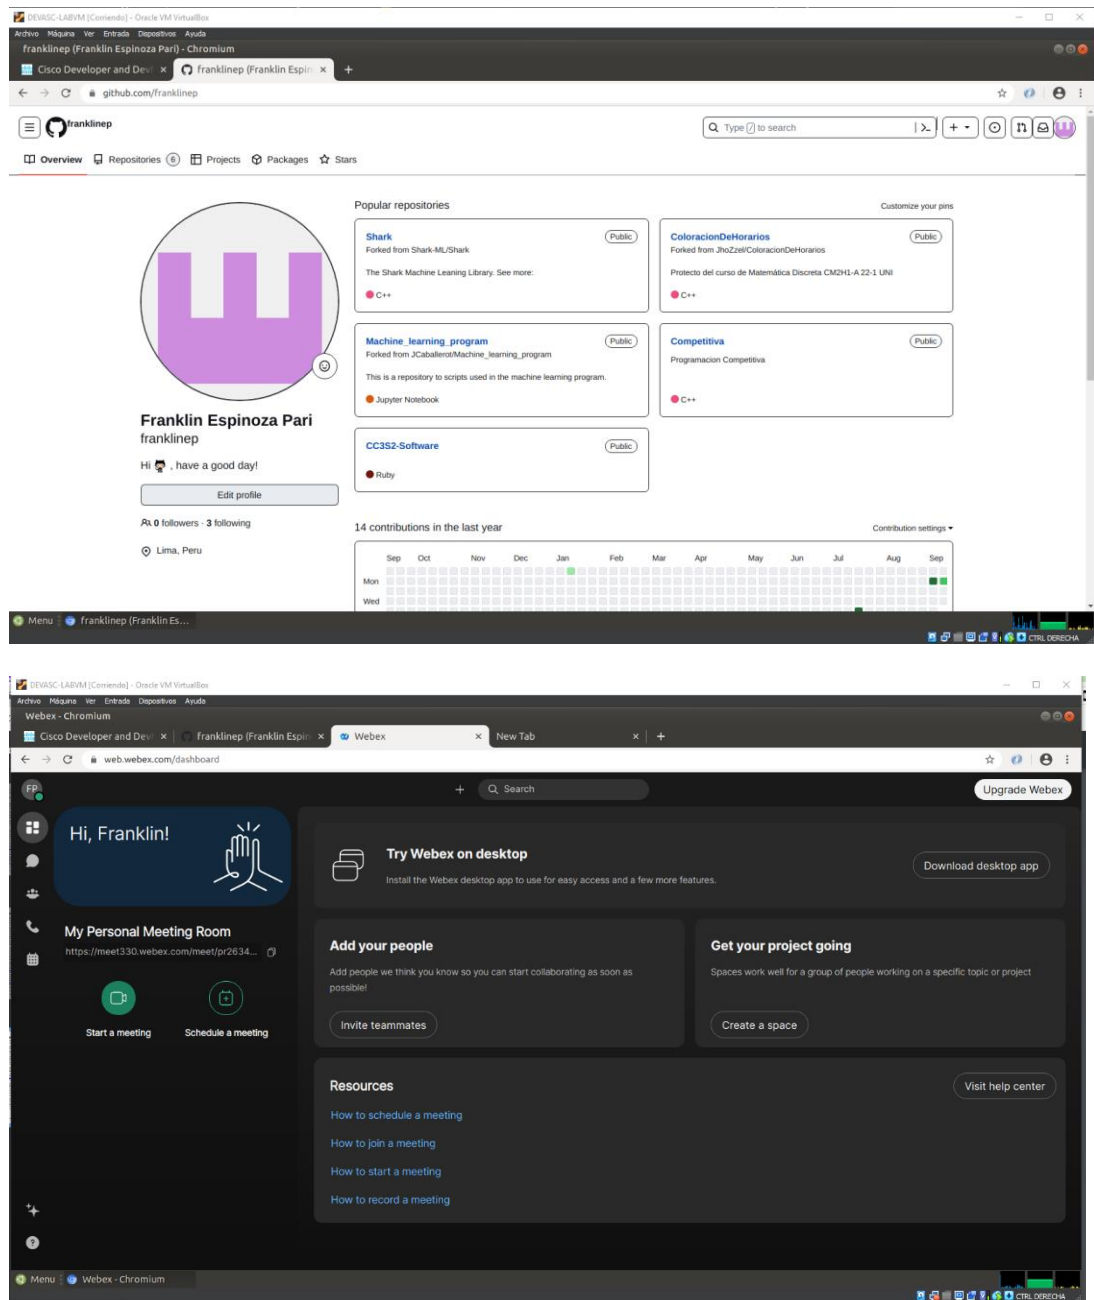 DEVASC-LABVM [Corriendo] - Oracle VM VirtualBox
Archivo Máquina Ver Entrada Dispositivos Ayuda
franklinep (Franklin Espinoza Pari) - Chromium
Cisco Developer and Dev × franklinep (Franklin Espin × +
github.com/franklinep
franklinep
Type / to search
Overview Repositories 6 Projects Packages Stars
Popular repositories
Customize your pins
Shark Public
Forked from Shark-ML/Shark
The Shark Machine Leaning Library. See more:
C++
ColoracionDeHorarios Public
Forked from JhoZzel/ColoracionDeHorarios
Protecto del curso de Matemática Discreta CM2H1-A 22-1 UNI
C++
Machine_learning_program Public
Forked from JCaballerot/Machine_learning_program
This is a repository to scripts used in the machine learning program.
Jupyter Notebook
Competitiva Public
Programacion Competitiva
C++
CC3S2-Software Public
Ruby
Franklin Espinoza Pari
franklinep
Hi , have a good day!
Edit profile
0 followers · 3 following
Lima, Peru
14 contributions in the last year
Contribution settings
Sep Oct Nov Dec Jan Feb Mar Apr May Jun Jul Aug Sep
Mon
Wed
Menu franklinep (Franklin Es...
CTRL DERECHA
DEVASC-LABVM [Corriendo] - Oracle VM VirtualBox
Archivo Máquina Ver Entrada Dispositivos Ayuda
Webex - Chromium
Cisco Developer and Dev × franklinep (Franklin Espin × Webex × New Tab × +
web.webex.com/dashboard
FP
+ Search
Upgrade Webex
Hi, Franklin!
My Personal Meeting Room
https://meet330.webex.com/meet/pr2634...
Start a meeting Schedule a meeting
Try Webex on desktop
Install the Webex desktop app to use for easy access and a few more features.
Download desktop app
Add your people
Add people we think you know so you can start collaborating as soon as
possible!
Invite teammates
Get your project going
Spaces work well for a group of people working on a specific topic or project
Create a space
Resources
Visit help center
How to schedule a meeting
How to join a meeting
How to start a meeting
How to record a meeting
Menu Webex - Chromium
CTRL DERECHA